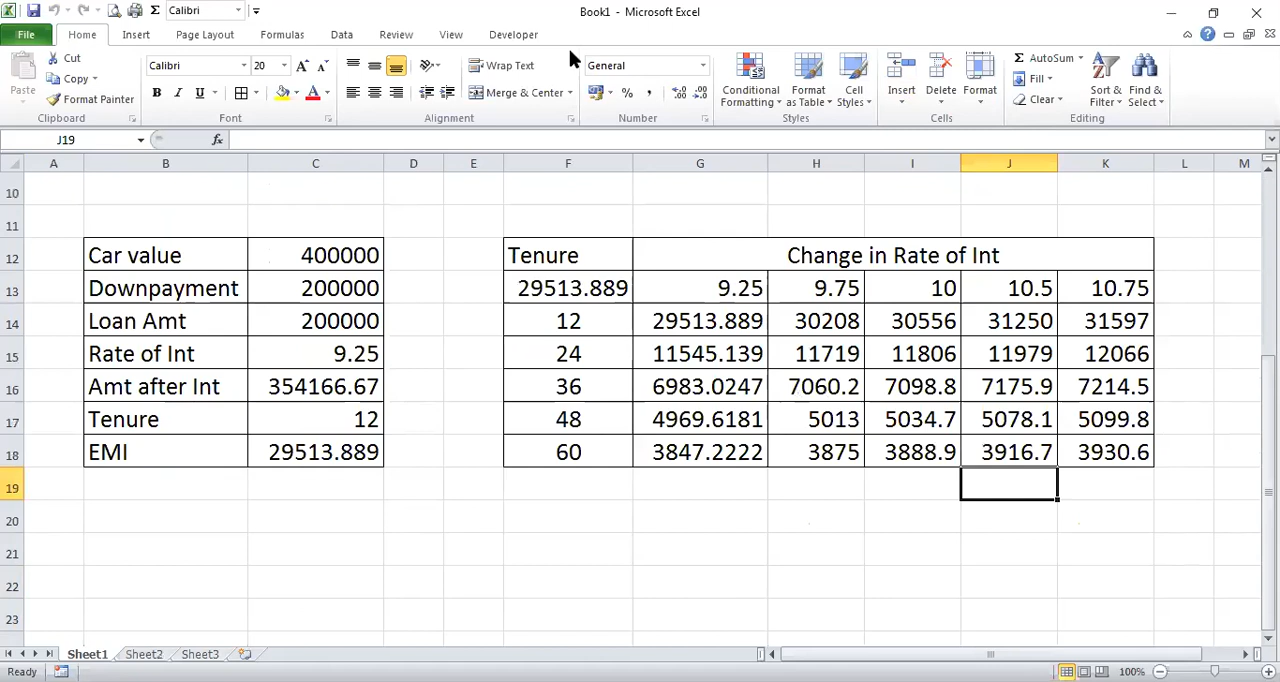 Calibri
Book1 - Microsoft Excel
File Home Insert Page Layout Formulas Data Review View Developer
Cut
Copy
Format Painter
Paste
Clipboard
Calibri 20
B I U
Font
Wrap Text
Merge & Center
Alignment
General
Number
Conditional Formatting
Format as Table
Cell Styles
Styles
Insert Delete Format
Cells
Σ AutoSum
Fill
Clear
Sort & Filter
Find & Select
Editing
J19 fx
A B C D E F G H I J K L M
10
11
12 Car value 400000 Tenure Change in Rate of Int
13 Downpayment 200000 29513.889 9.25 9.75 10 10.5 10.75
14 Loan Amt 200000 12 29513.889 30208 30556 31250 31597
15 Rate of Int 9.25 24 11545.139 11719 11806 11979 12066
16 Amt after Int 354166.67 36 6983.0247 7060.2 7098.8 7175.9 7214.5
17 Tenure 12 48 4969.6181 5013 5034.7 5078.1 5099.8
18 EMI 29513.889 60 3847.2222 3875 3888.9 3916.7 3930.6
19
20
21
22
23
Sheet1 Sheet2 Sheet3
Ready 100%